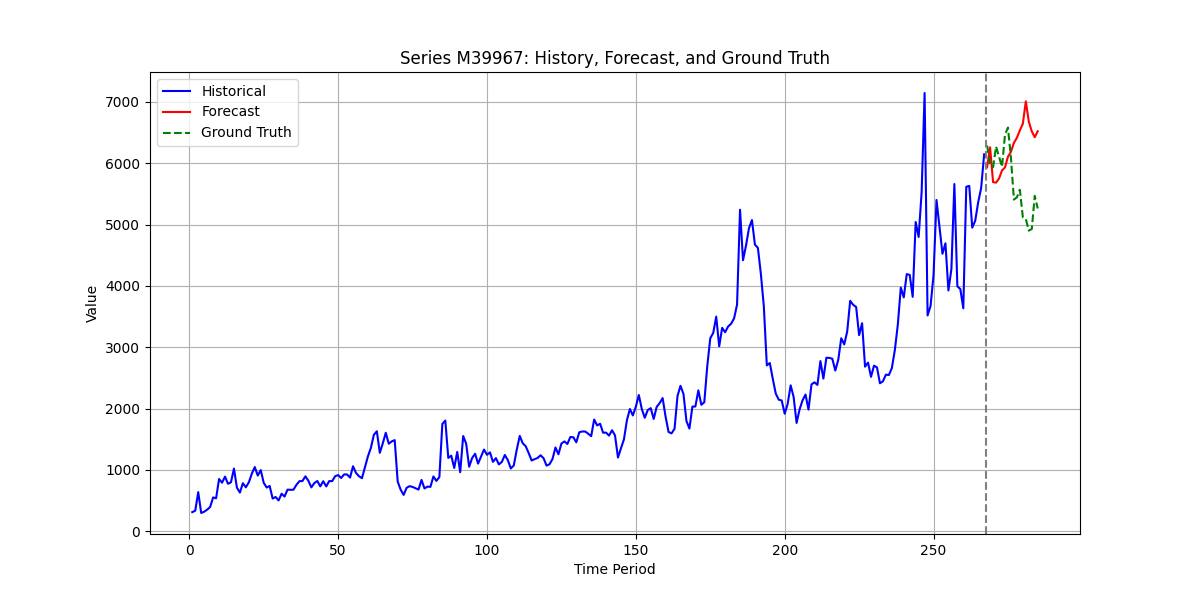 Series M39967: History, Forecast, and Ground Truth
Historical
Forecast
Ground Truth
7000
6000
5000
4000
3000
2000
1000
0
Value
0 50 100 150 200 250
Time Period